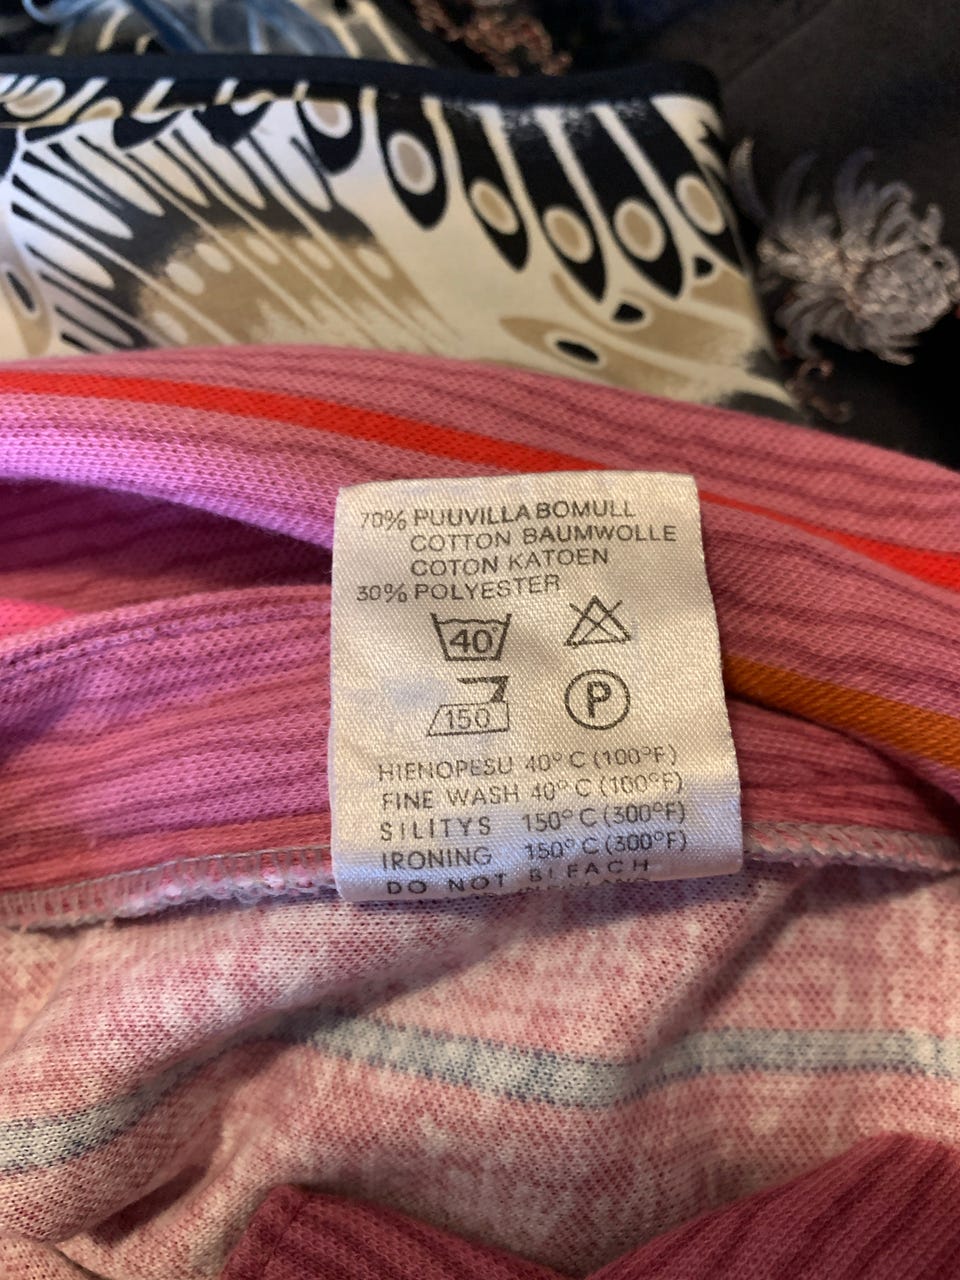 70% PUUVILLA BOMULL
COTTON BAUMWOLLE
COTON KATOEN
30% POLYESTER
40
150 P
HIENOPESU 40° C (100°F)
FINE WASH 40° C (100°F)
SILITYS 150° C (300°F)
IRONING 150° C (300°F)
DO NOT BLEACH